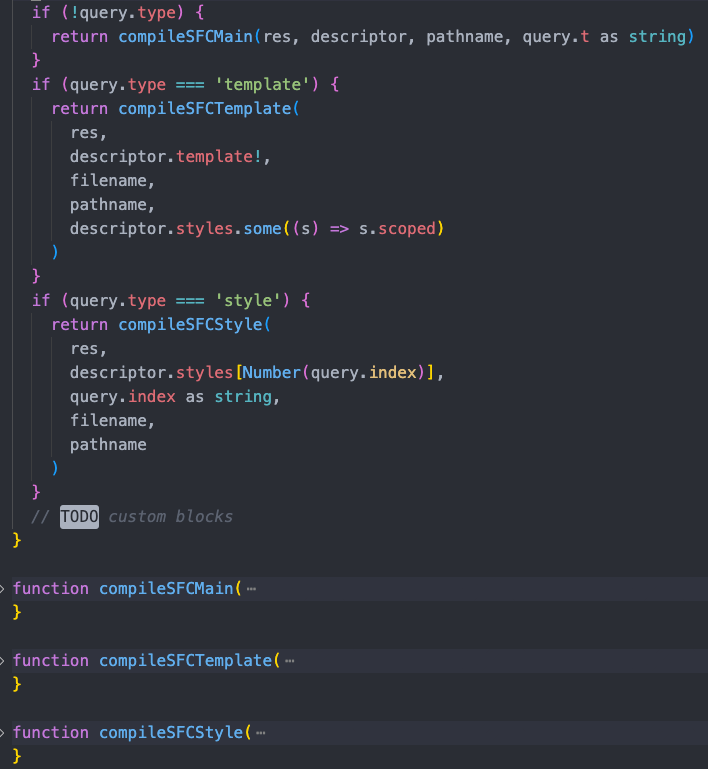 if (!query.type) {
return compileSFCMain(res, descriptor, pathname, query.t as string)
}
if (query.type === 'template') {
return compileSFCTemplate(
res,
descriptor.template!,
filename,
pathname,
descriptor.styles.some((s) => s.scoped)
)
}
if (query.type === 'style') {
return compileSFCStyle(
res,
descriptor.styles[Number(query.index)],
query.index as string,
filename,
pathname
)
}
// TODO custom blocks
}
function compileSFCMain( ⋯
}
function compileSFCTemplate( ⋯
}
function compileSFCStyle( ⋯
}